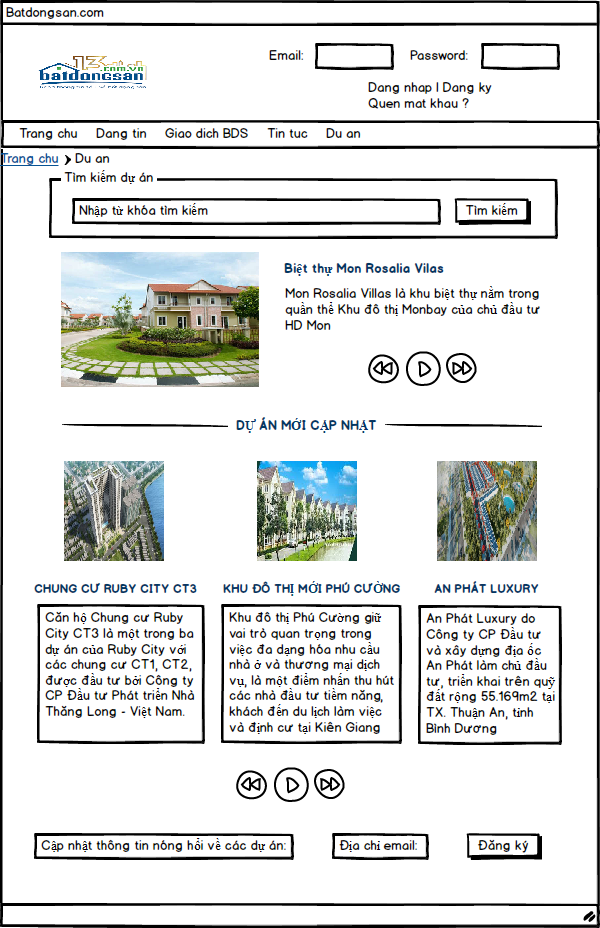 Batdongsan.com
Email:
Password:
13
.com.vn
batdongsan
Dang nhap I Dang ky
Quen mat khau ?
Trang chu
Dang tin
Giao dich BDS
Tin tuc
Du an
Trang chu
Du an
Tìm kiếm dự án
Nhập từ khóa tìm kiếm
Tìm kiếm
Biệt thự Mon Rosalia Vilas
Mon Rosalia Villas là khu biệt thự nằm trong
quần thể Khu đô thị Monbay của chủ đầu tư
HD Mon
DỰ ÁN MỚI CẬP NHẬT
CHUNG CƯ RUBY CITY CT3
Căn hộ Chung cư Ruby
City CT3 là một trong ba
dự án của Ruby City với
các chung cư CT1, CT2,
được đầu tư bởi Công ty
CP Đầu tư Phát triển Nhà
Thăng Long - Việt Nam.
KHU ĐÔ THỊ MỚI PHÚ CƯỜNG
Khu đô thị Phú Cường giữ
vai trò quan trọng trong
việc đa dạng hóa nhu cầu
nhà ở và thương mại dịch
vụ, là một điểm nhấn thu hút
các nhà đầu tư tiềm năng,
khách đến du lịch làm việc
và định cư tại Kiên Giang
AN PHÁT LUXURY
An Phát Luxury do
Công ty CP Đầu tư
và xây dựng địa ốc
An Phát làm chủ đầu
tư, triển khai trên quỹ
đất rộng 55.169m2 tại
TX. Thuận An, tỉnh
Bình Dương
Cập nhật thông tin nóng hổi về các dự án:
Địa chỉ email:
Đăng ký